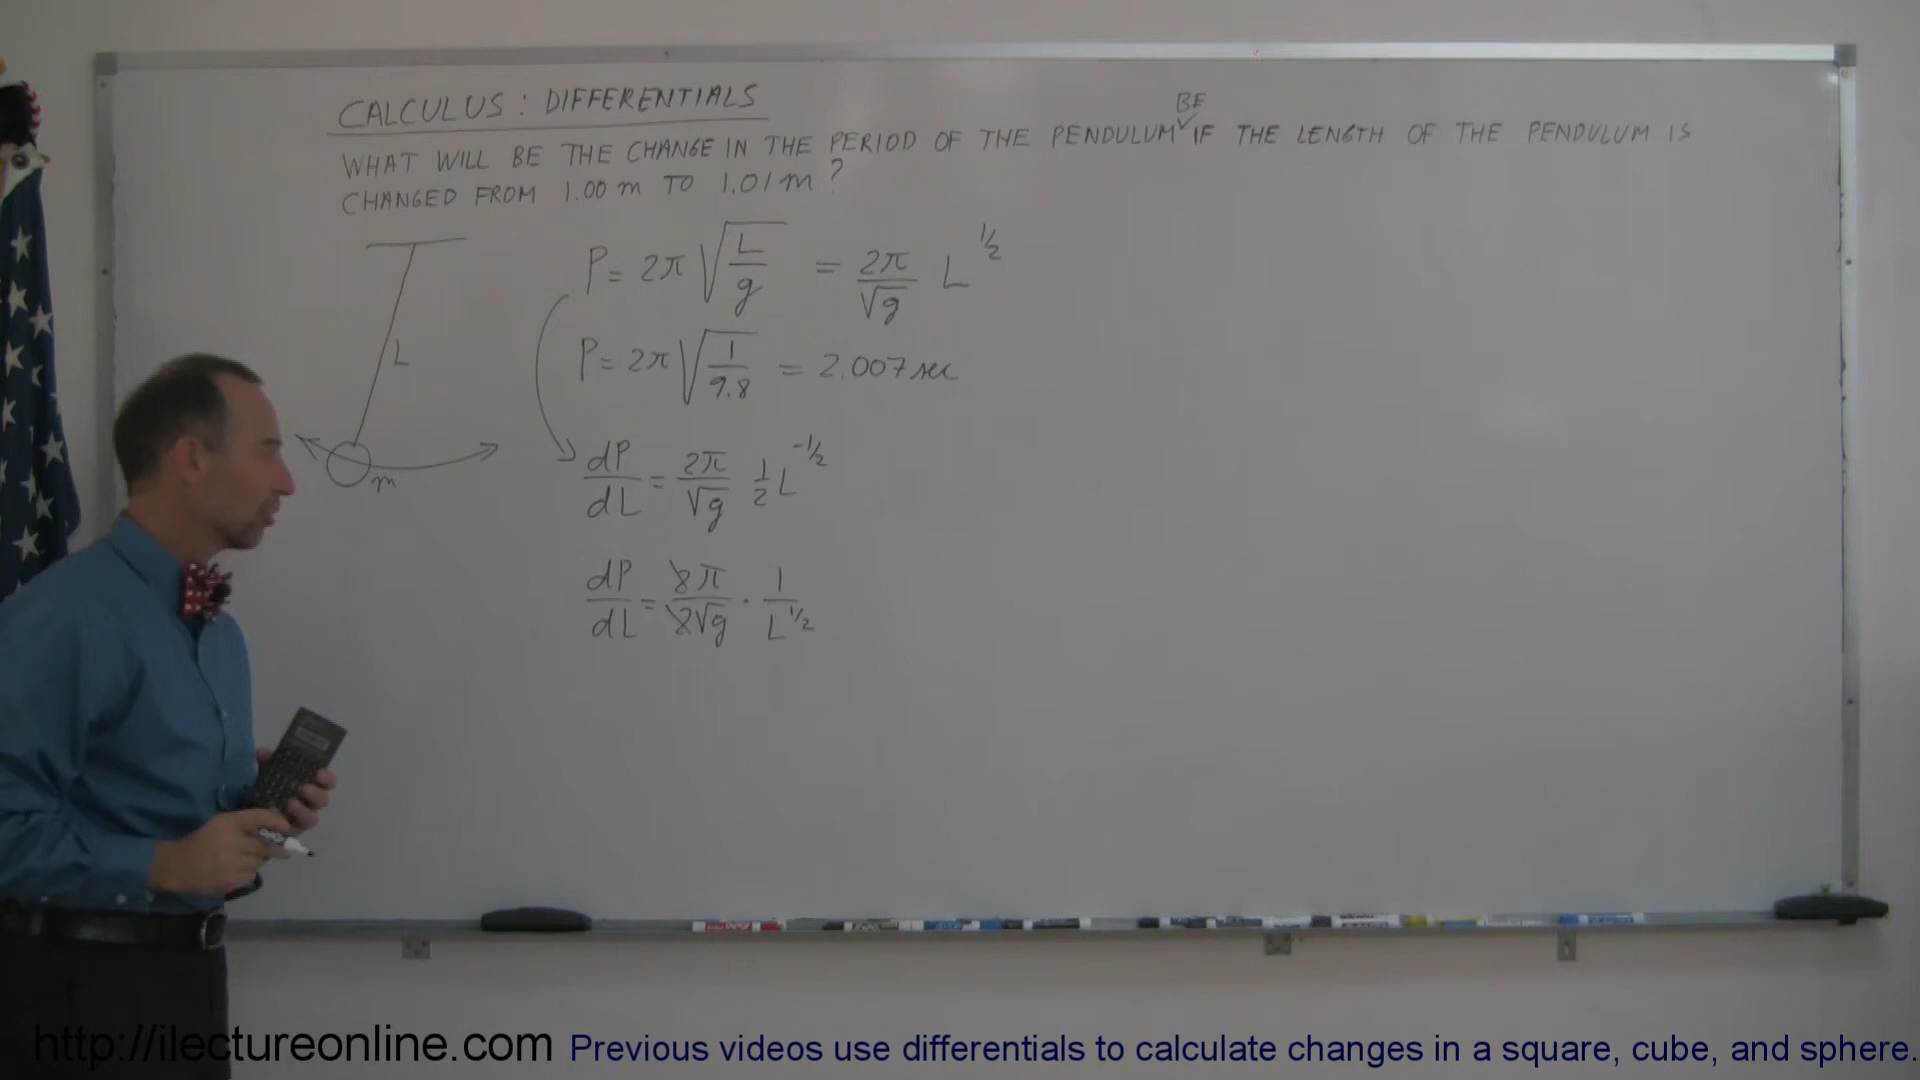 CALCULUS: DIFFERENTIALS
BE
WHAT WILL BE THE CHANGE IN THE PERIOD OF THE PENDULUM IF THE LENGTH OF THE PENDULUM IS
CHANGED FROM 1.00 m TO 1.01 m ?
P = 2π √(L/g) = 2π/√g L^1/2
P = 2π √(1/9.8) = 2.007 sec
L
dP/dL = 2π/√g 1/2 L^-1/2
m
dP/dL = 2π/2√g · 1/L^1/2
http://ilectureonline.com Previous videos use differentials to calculate changes in a square, cube, and sphere.